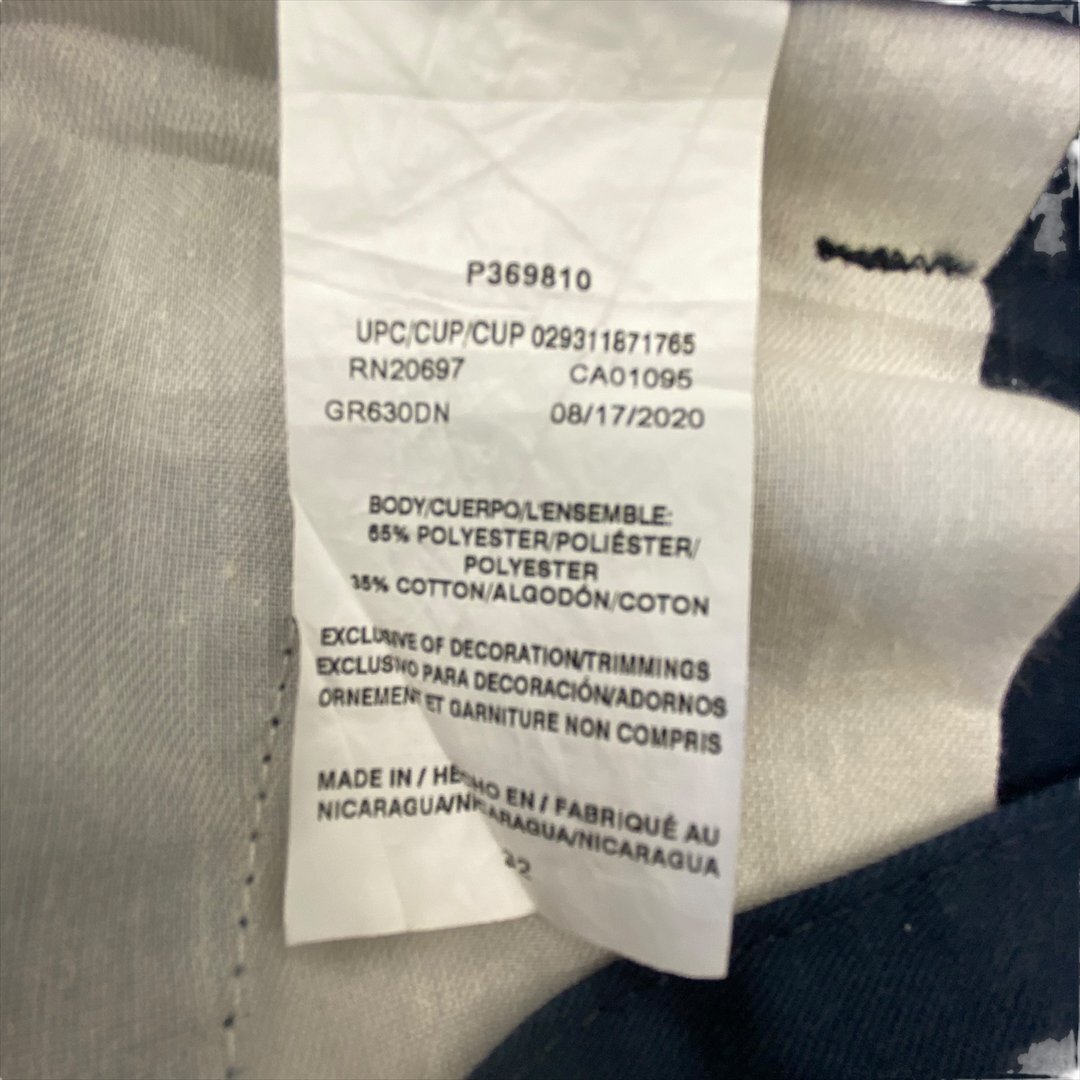 P369810
UPC/CUP/CUP 029311871765
RN20697 CA01095
GR630DN 08/17/2020
BODY/CUERPO/L'ENSEMBLE:
65% POLYESTER/POLIÉSTER/
POLYESTER
35% COTTON/ALGODÓN/COTON
EXCLUSIVE OF DECORATION/TRIMMINGS
EXCLUSIVO PARA DECORACIÓN/ADORNOS
ORNEMENT ET GARNITURE NON COMPRIS
MADE IN / HECHO EN / FABRIQUÉ AU
NICARAGUA/NICARAGUA/NICARAGUA